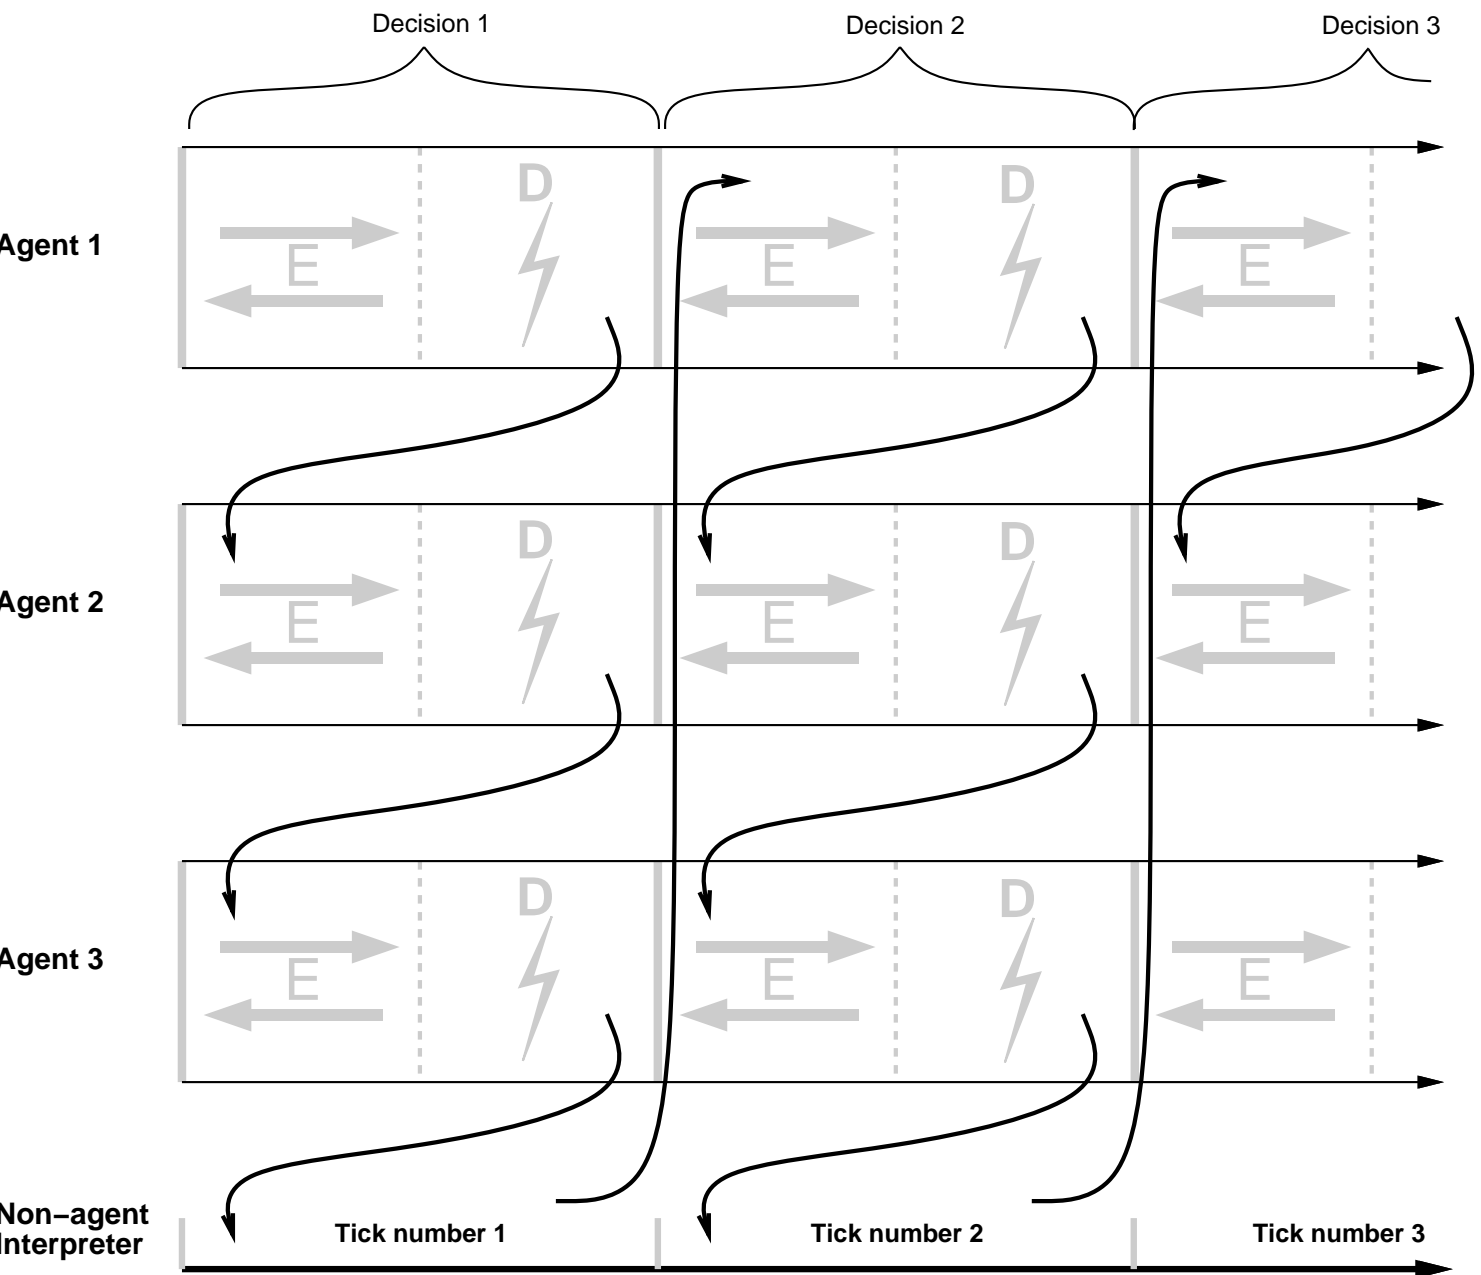 Decision 1
Decision 2
Decision 3
D
D
Agent 1
E
E
E
D
D
Agent 2
E
E
E
D
D
Agent 3
E
E
E
Non−agent
Interpreter
Tick number 1
Tick number 2
Tick number 3